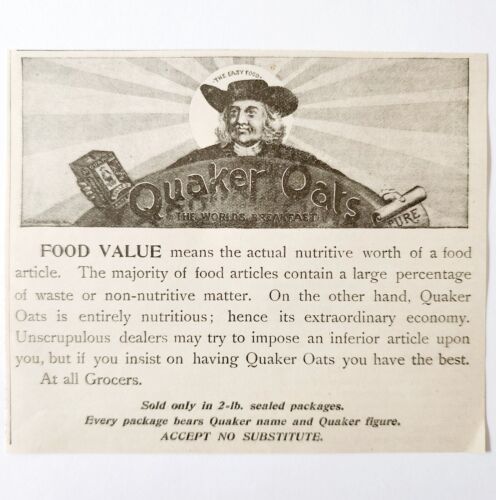 THE EASY FOOD
Quaker Oats
THE WORLD'S BREAKFAST
PURE
FOOD VALUE means the actual nutritive worth of a food
article. The majority of food articles contain a large percentage
of waste or non-nutritive matter. On the other hand, Quaker
Oats is entirely nutritious; hence its extraordinary economy.
Unscrupulous dealers may try to impose an inferior article upon
you, but if you insist on having Quaker Oats you have the best.
At all Grocers.
Sold only in 2-lb. sealed packages.
Every package bears Quaker name and Quaker figure.
ACCEPT NO SUBSTITUTE.